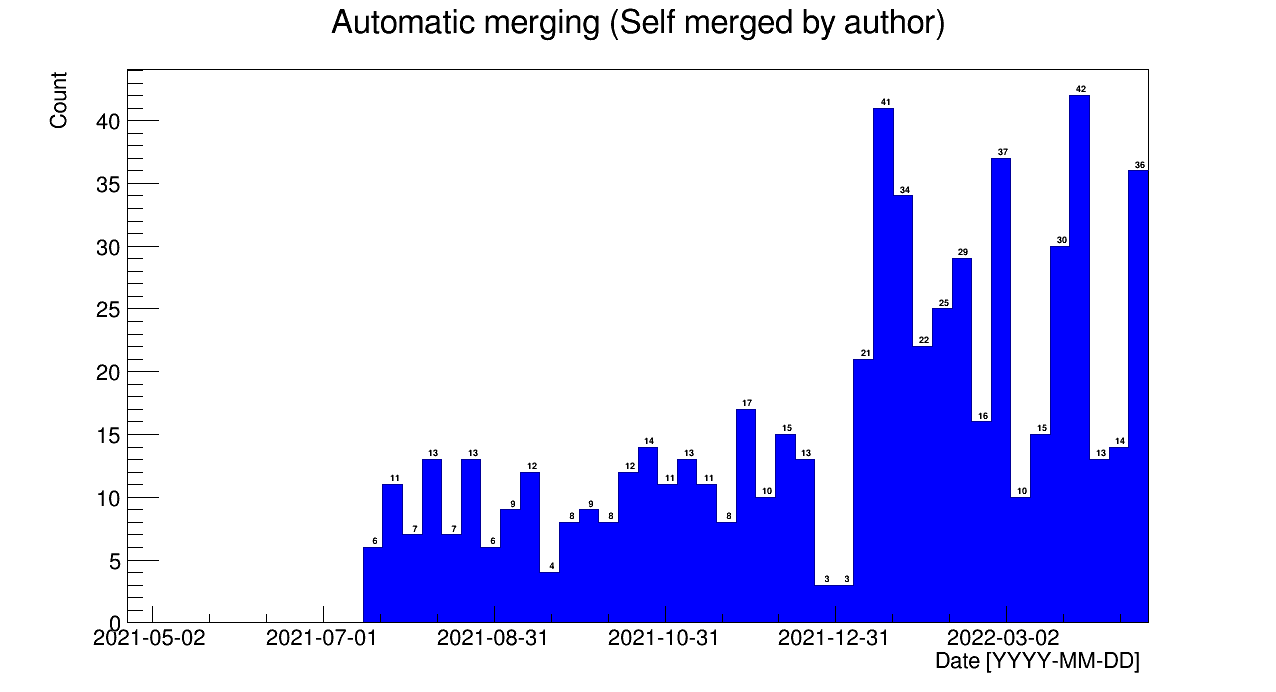 Automatic merging (Self merged by author)
Count
40
35
30
25
20
15
10
5
0
6 11 7 13 7 13 6 9 12 4 8 9 8 12 14 11 13 11 8 17 10 15 13 3 3 21 41 34 22 25 29 16 37 10 15 30 42 13 14 36
2021-05-02 2021-07-01 2021-08-31 2021-10-31 2021-12-31 2022-03-02
Date [YYYY-MM-DD]